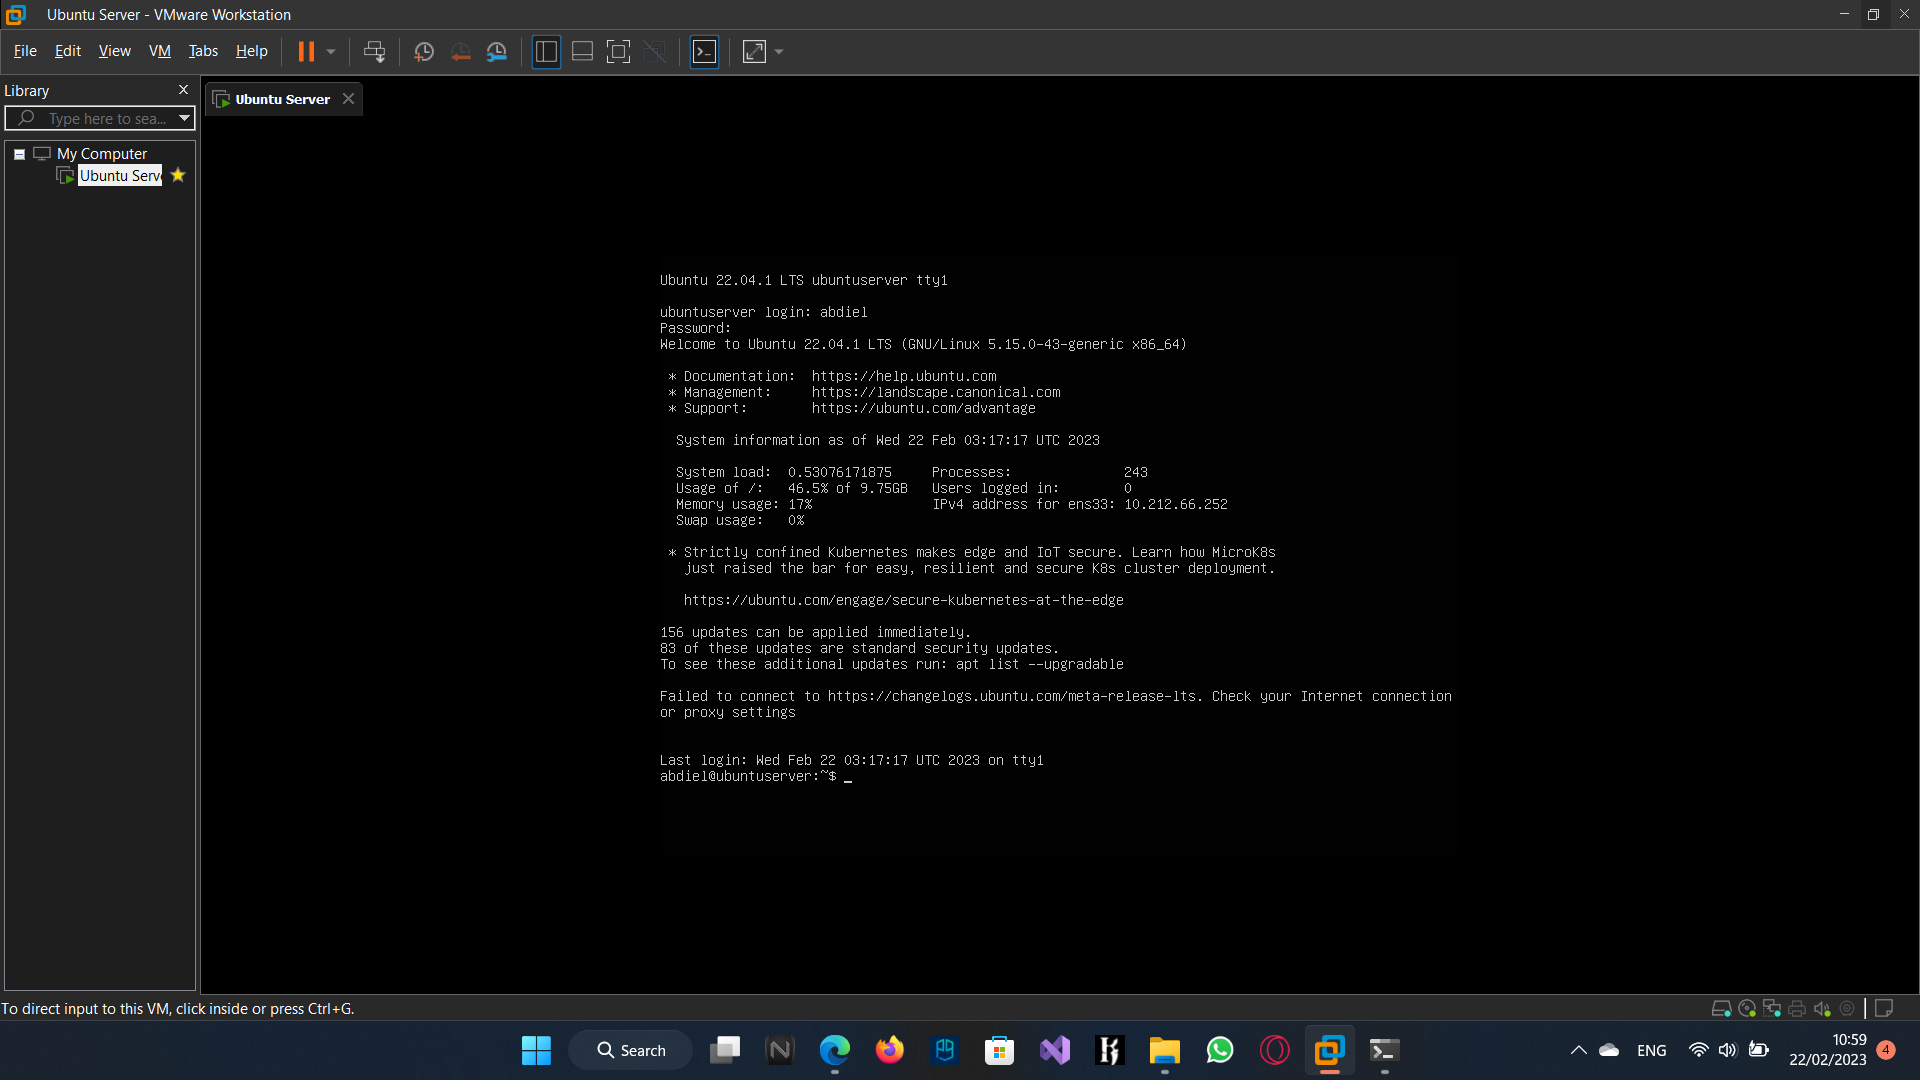 Ubuntu Server - VMware Workstation
File Edit View VM Tabs Help
Library
Ubuntu Server
Type here to sea...
My Computer
Ubuntu Serv
Ubuntu 22.04.1 LTS ubuntuserver tty1
ubuntuserver login: abdiel
Password:
Welcome to Ubuntu 22.04.1 LTS (GNU/Linux 5.15.0-43-generic x86_64)
* Documentation: https://help.ubuntu.com
* Management: https://landscape.canonical.com
* Support: https://ubuntu.com/advantage
System information as of Wed 22 Feb 03:17:17 UTC 2023
System load: 0.53076171875 Processes: 243
Usage of /: 46.5% of 9.75GB Users logged in: 0
Memory usage: 17% IPv4 address for ens33: 10.212.66.252
Swap usage: 0%
* Strictly confined Kubernetes makes edge and IoT secure. Learn how MicroK8s
just raised the bar for easy, resilient and secure K8s cluster deployment.
https://ubuntu.com/engage/secure-kubernetes-at-the-edge
156 updates can be applied immediately.
83 of these updates are standard security updates.
To see these additional updates run: apt list --upgradable
Failed to connect to https://changelogs.ubuntu.com/meta-release-lts. Check your Internet connection
or proxy settings
Last login: Wed Feb 22 03:17:17 UTC 2023 on tty1
abdiel@ubuntuserver:~$ _
To direct input to this VM, click inside or press Ctrl+G.
Search
ENG
10:59
22/02/2023
4